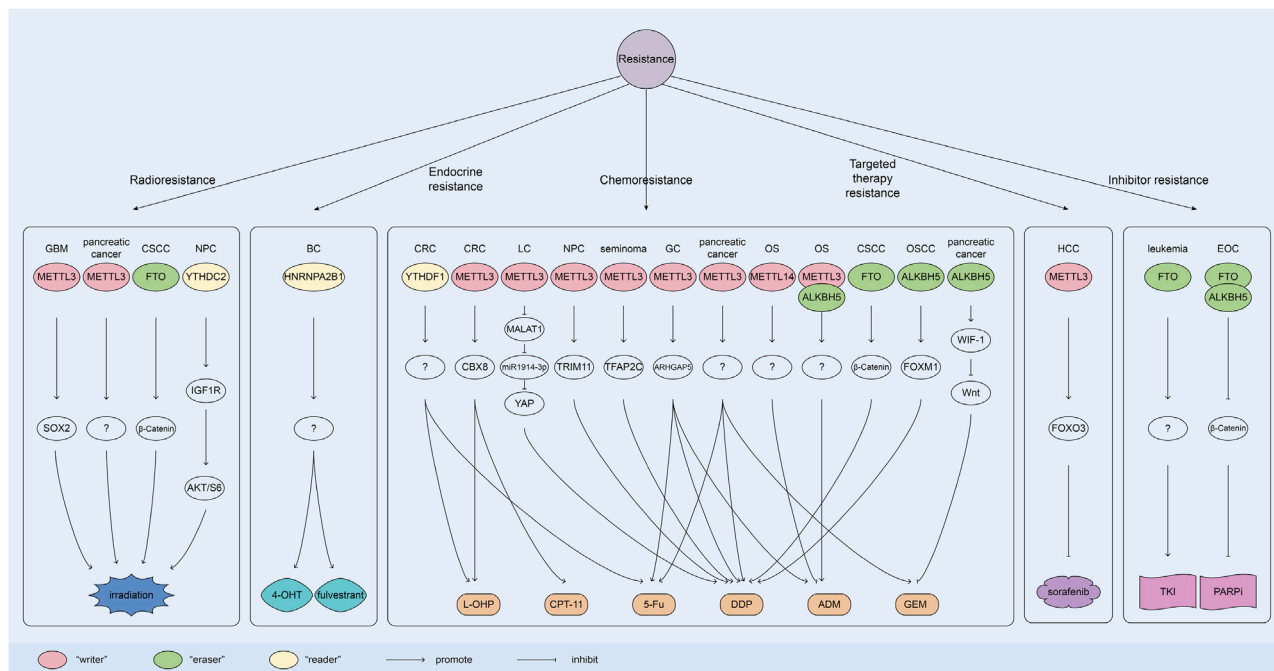 Resistance
Radioresistance
Endocrine
resistance
Chemoresistance
Targeted
therapy
resistance
Inhibitor resistance
GBM
pancreatic
cancer
CSCC
NPC
METTL3
METTL3
FTO
YTHDC2
IGF1R
SOX2
?
β-Catenin
AKT/S6
irradiation
BC
HNRNPA2B1
?
4-OHT
fulvestrant
CRC
CRC
LC
NPC
seminoma
GC
pancreatic
cancer
OS
OS
CSCC
OSCC
pancreatic
cancer
YTHDF1
METTL3
METTL3
METTL3
METTL3
METTL3
METTL3
METTL14
METTL3
ALKBH5
FTO
ALKBH5
ALKBH5
MALAT1
WIF-1
?
CBX8
miR1914-3p
TRIM11
TFAP2C
ARHGAP5
?
?
?
β-Catenin
FOXM1
YAP
Wnt
L-OHP
CPT-11
5-Fu
DDP
ADM
GEM
HCC
METTL3
FOXO3
sorafenib
leukemia
EOC
FTO
FTO
ALKBH5
?
β-Catenin
TKI
PARPi
"writer"
"eraser"
"reader"
promote
inhibit